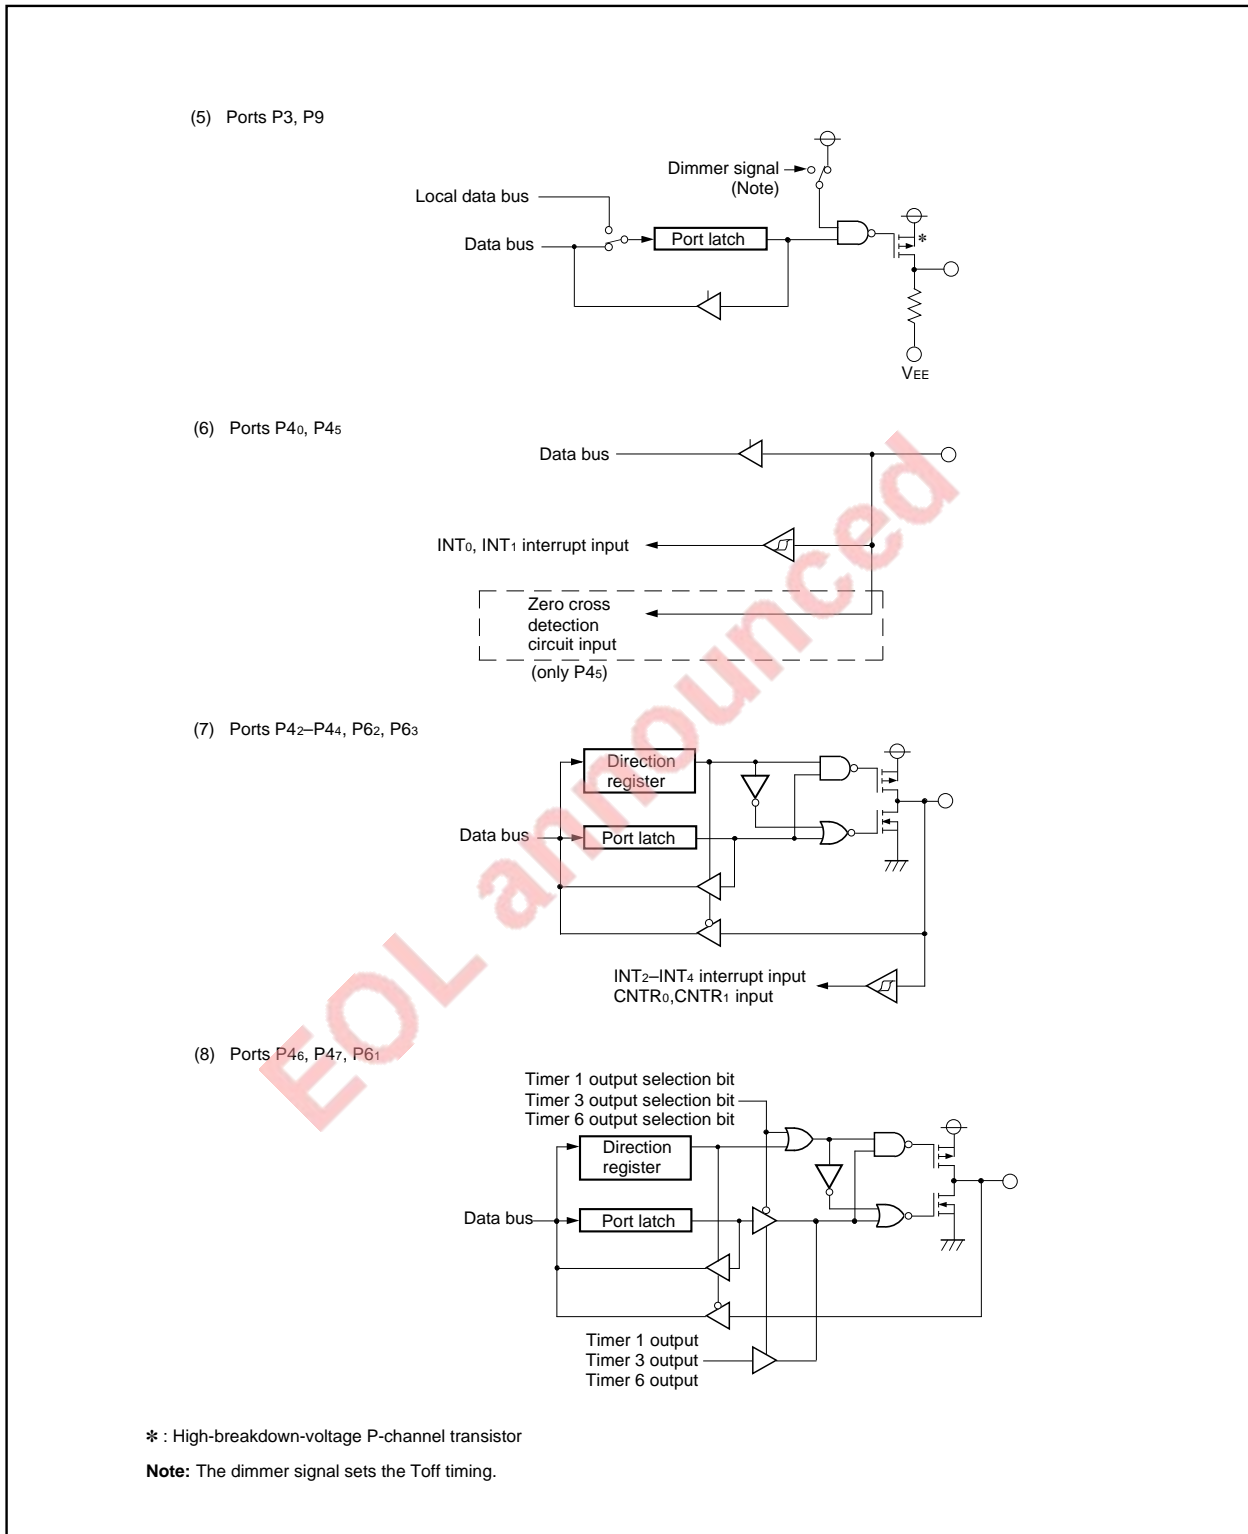 (5) Ports P3, P9
Dimmer signal
(Note)
Local data bus
Data bus
Port latch
*
VEE
(6) Ports P40, P45
Data bus
INT0, INT1 interrupt input
Zero cross
detection
circuit input
(only P45)
(7) Ports P42–P44, P62, P63
Direction
register
Data bus
Port latch
INT2–INT4 interrupt input
CNTR0,CNTR1 input
(8) Ports P46, P47, P61
Timer 1 output selection bit
Timer 3 output selection bit
Timer 6 output selection bit
Direction
register
Data bus
Port latch
Timer 1 output
Timer 3 output
Timer 6 output
* : High-breakdown-voltage P-channel transistor
Note: The dimmer signal sets the Toff timing.
EOL announced